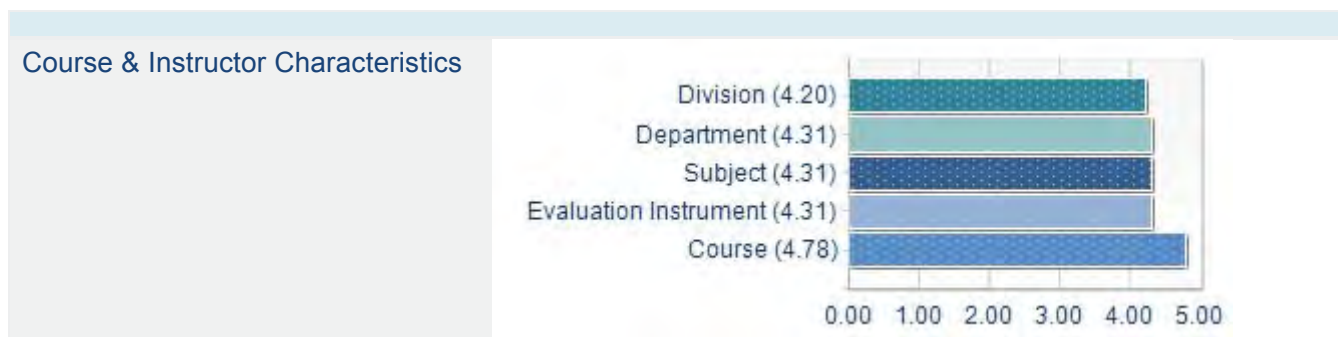 Course & Instructor Characteristics
Division (4.20)
Department (4.31)
Subject (4.31)
Evaluation Instrument (4.31)
Course (4.78)
0.00 1.00 2.00 3.00 4.00 5.00